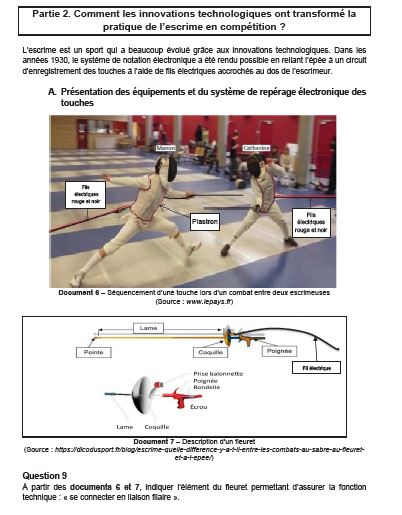 Partie 2. Comment les innovations technologiques ont transformé la
pratique de l'escrime en compétition ?
L'escrime est un sport qui a beaucoup évolué grâce aux innovations technologiques. Dans les
années 1930, le système de notation électronique a été rendu possible en reliant l'épée à un circuit
d'enregistrement des touches à l'aide de fils électriques accrochés au dos de l'escrimeur.
A. Présentation des équipements et du système de repérage électronique des
touches
Manon
Catherine
Fils
électriques
rouge et noir
Plastron
Fils
électriques
rouge et noir
Document 6 – Séquencement d'une touche lors d'un combat entre deux escrimeuses
(Source : www.lepays.fr)
Lame
Pointe
Coquille
Poignée
Fil électrique
Prise baïonnette
Poignée
Rondelle
Écrou
Lame
Coquille
Document 7 – Description d'un fleuret
(Source : https://dicodusport.fr/blog/escrime-quelle-difference-y-a-t-il-entre-les-combats-au-sabre-au-fleuret-
et-a-l-epee/)
Question 9
À partir des documents 6 et 7, indiquer l'élément du fleuret permettant d'assurer la fonction
technique : « se connecter en liaison filaire ».